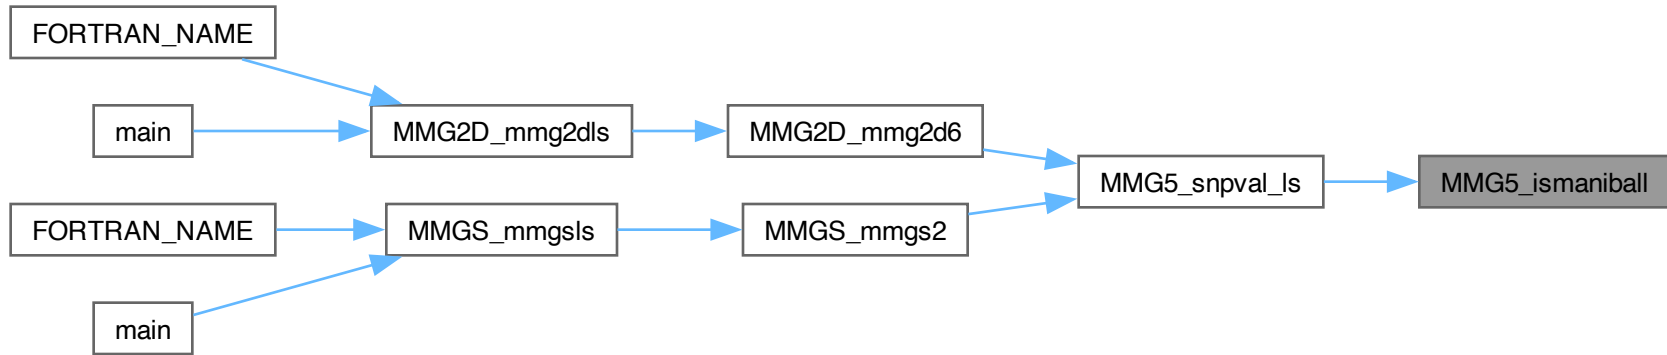 FORTRAN_NAME
main
MMG2D_mmg2dls
MMG2D_mmg2d6
MMG5_snpval_ls
MMG5_ismaniball
FORTRAN_NAME
MMGS_mmgsls
MMGS_mmgs2
main